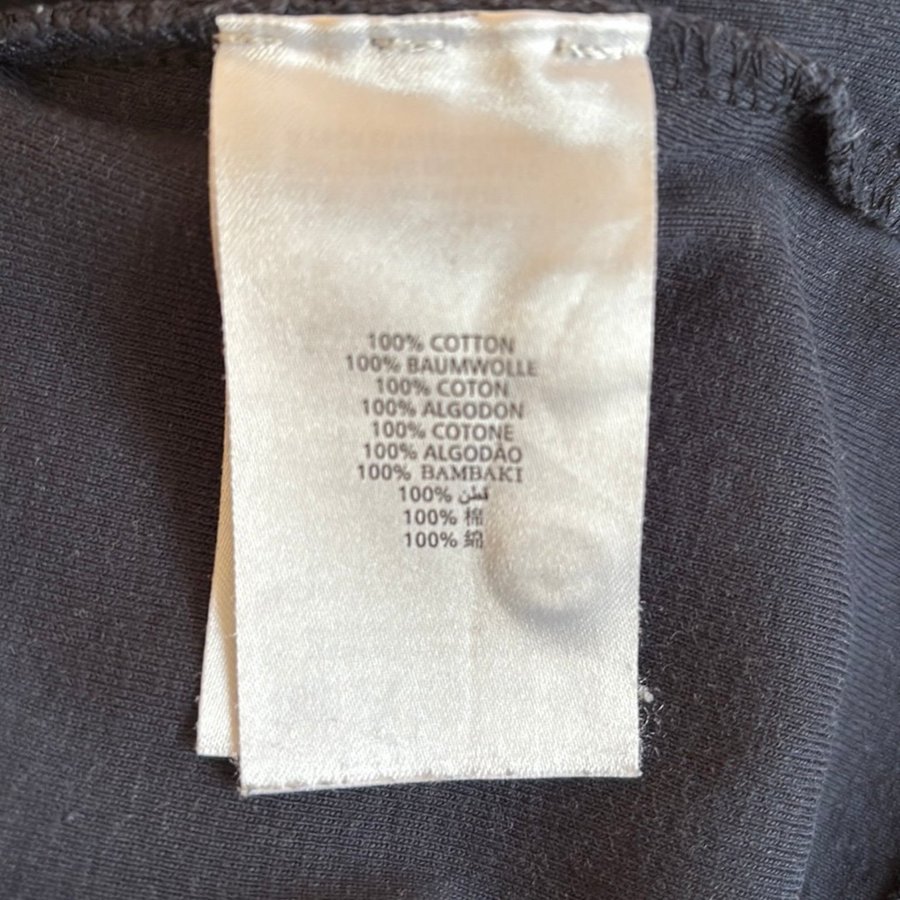 100% COTTON
100% BAUMWOLLE
100% COTON
100% ALGODON
100% COTONE
100% ALGODÃO
100% BAMBAKI
100% قطن
100% 棉
100% 綿